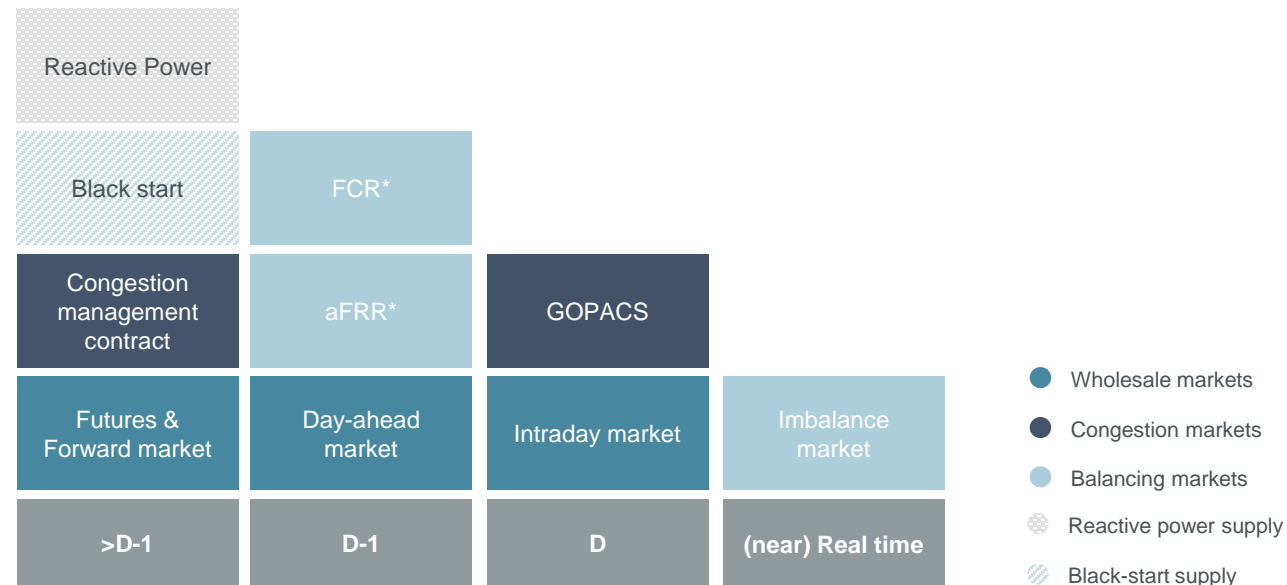 Reactive Power
Black start
FCR*
Congestion
management
contract
aFRR*
GOPACS
Futures &
Forward market
Day-ahead
market
Intraday market
Imbalance
market
>D-1
D-1
D
(near) Real time
Wholesale markets
Congestion markets
Balancing markets
Reactive power supply
Black-start supply